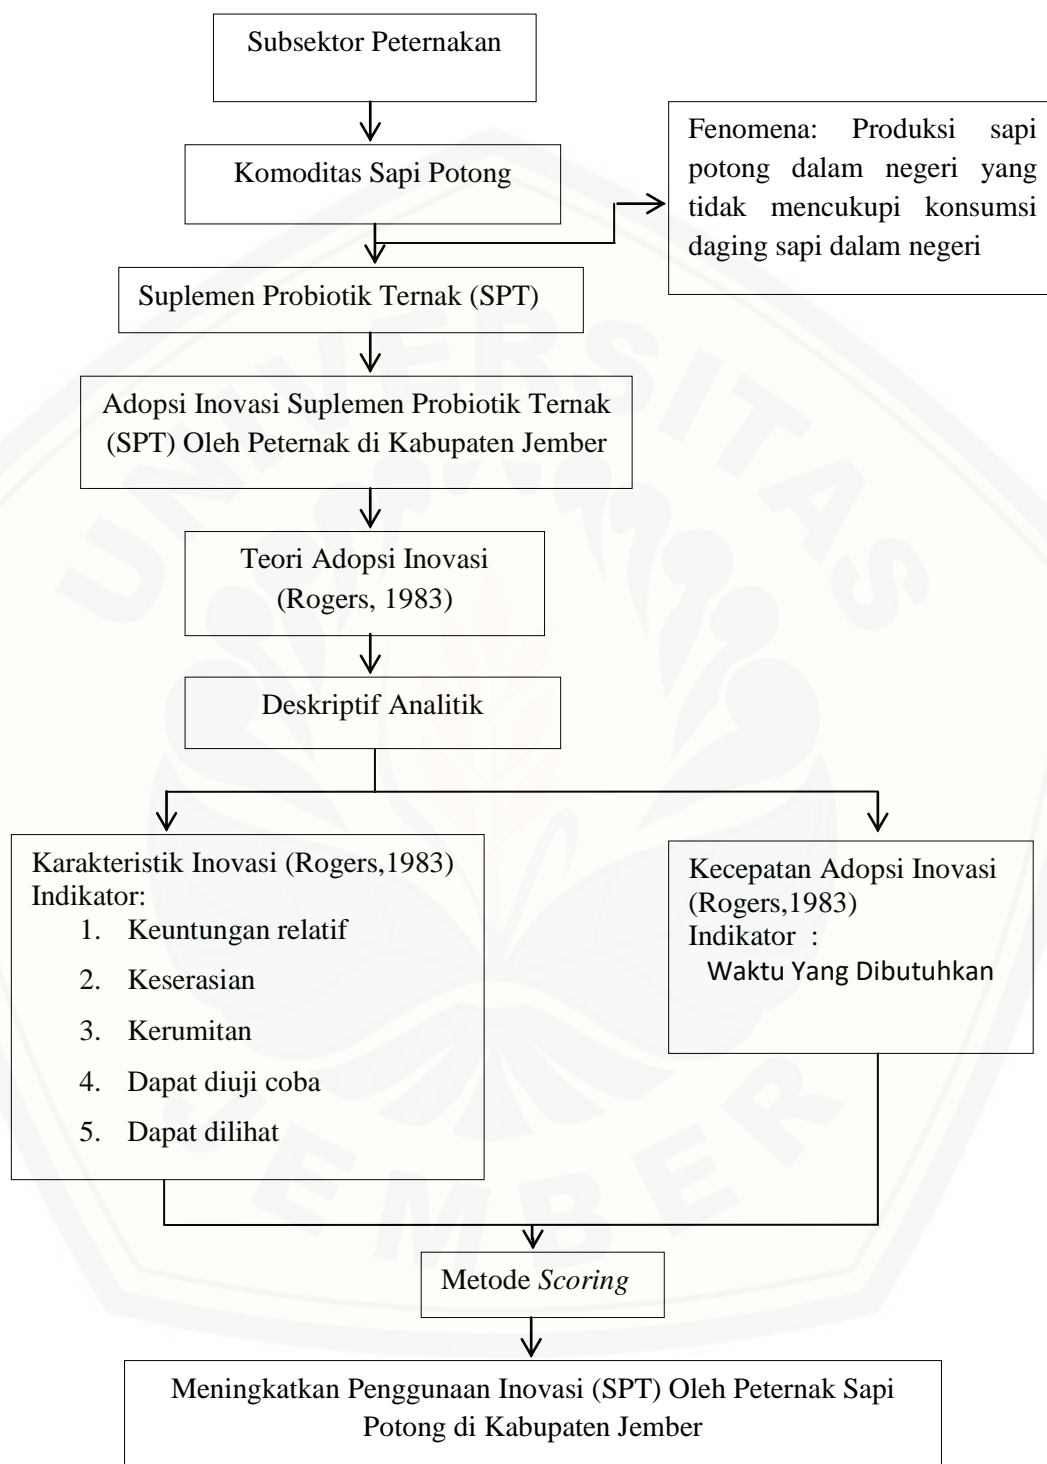 Subsektor Peternakan
Komoditas Sapi Potong
Fenomena: Produksi sapi
potong dalam negeri yang
tidak mencukupi konsumsi
daging sapi dalam negeri
Suplemen Probiotik Ternak (SPT)
Adopsi Inovasi Suplemen Probiotik Ternak
(SPT) Oleh Peternak di Kabupaten Jember
Teori Adopsi Inovasi
(Rogers, 1983)
Deskriptif Analitik
Karakteristik Inovasi (Rogers,1983)
Indikator:
1. Keuntungan relatif
2. Keserasian
3. Kerumitan
4. Dapat diuji coba
5. Dapat dilihat
Kecepatan Adopsi Inovasi
(Rogers,1983)
Indikator :
Waktu Yang Dibutuhkan
Metode Scoring
Meningkatkan Penggunaan Inovasi (SPT) Oleh Peternak Sapi
Potong di Kabupaten Jember
UNIVERSITAS
JEMBER